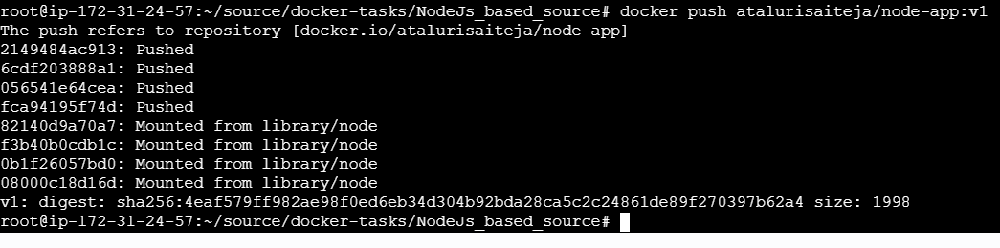 root@ip-172-31-24-57:~/source/docker-tasks/NodeJs_based_source# docker push atalurisaiteja/node-app:v1
The push refers to repository [docker.io/atalurisaiteja/node-app]
2149484ac913: Pushed
6cdf203888a1: Pushed
056541e64cea: Pushed
fca94195f74d: Pushed
82140d9a70a7: Mounted from library/node
f3b40b0cdb1c: Mounted from library/node
0b1f26057bd0: Mounted from library/node
08000c18d16d: Mounted from library/node
v1: digest: sha256:4eaf579ff982ae98f0ed6eb34d304b92bda28ca5c2c24861de89f270397b62a4 size: 1998
root@ip-172-31-24-57:~/source/docker-tasks/NodeJs_based_source#